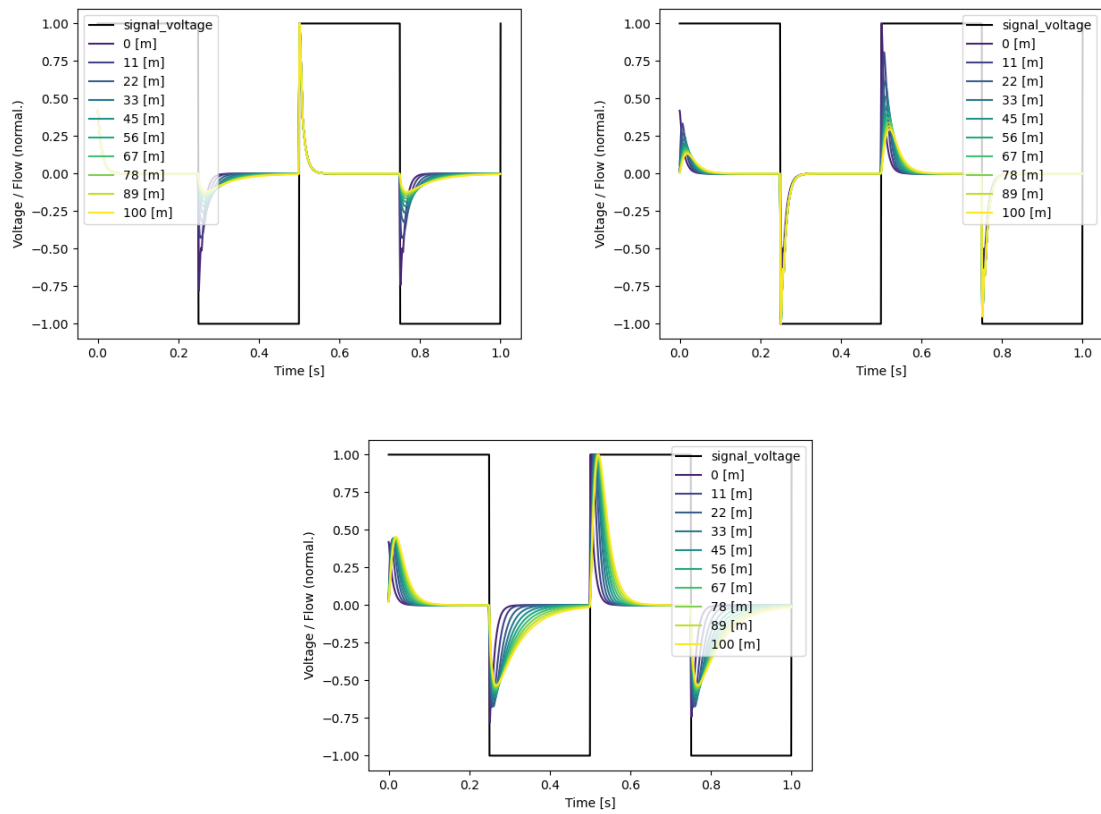 1.00
0.75
0.50
0.25
0.00
−0.25
−0.50
−0.75
−1.00
Voltage / Flow (normal.)
signal_voltage
0 [m]
11 [m]
22 [m]
33 [m]
45 [m]
56 [m]
67 [m]
78 [m]
89 [m]
100 [m]
0.0 0.2 0.4 0.6 0.8 1.0
Time [s]
1.00
0.75
0.50
0.25
0.00
−0.25
−0.50
−0.75
−1.00
Voltage / Flow (normal.)
signal_voltage
0 [m]
11 [m]
22 [m]
33 [m]
45 [m]
56 [m]
67 [m]
78 [m]
89 [m]
100 [m]
0.0 0.2 0.4 0.6 0.8 1.0
Time [s]
1.00
0.75
0.50
0.25
0.00
−0.25
−0.50
−0.75
−1.00
Voltage / Flow (normal.)
signal_voltage
0 [m]
11 [m]
22 [m]
33 [m]
45 [m]
56 [m]
67 [m]
78 [m]
89 [m]
100 [m]
0.0 0.2 0.4 0.6 0.8 1.0
Time [s]